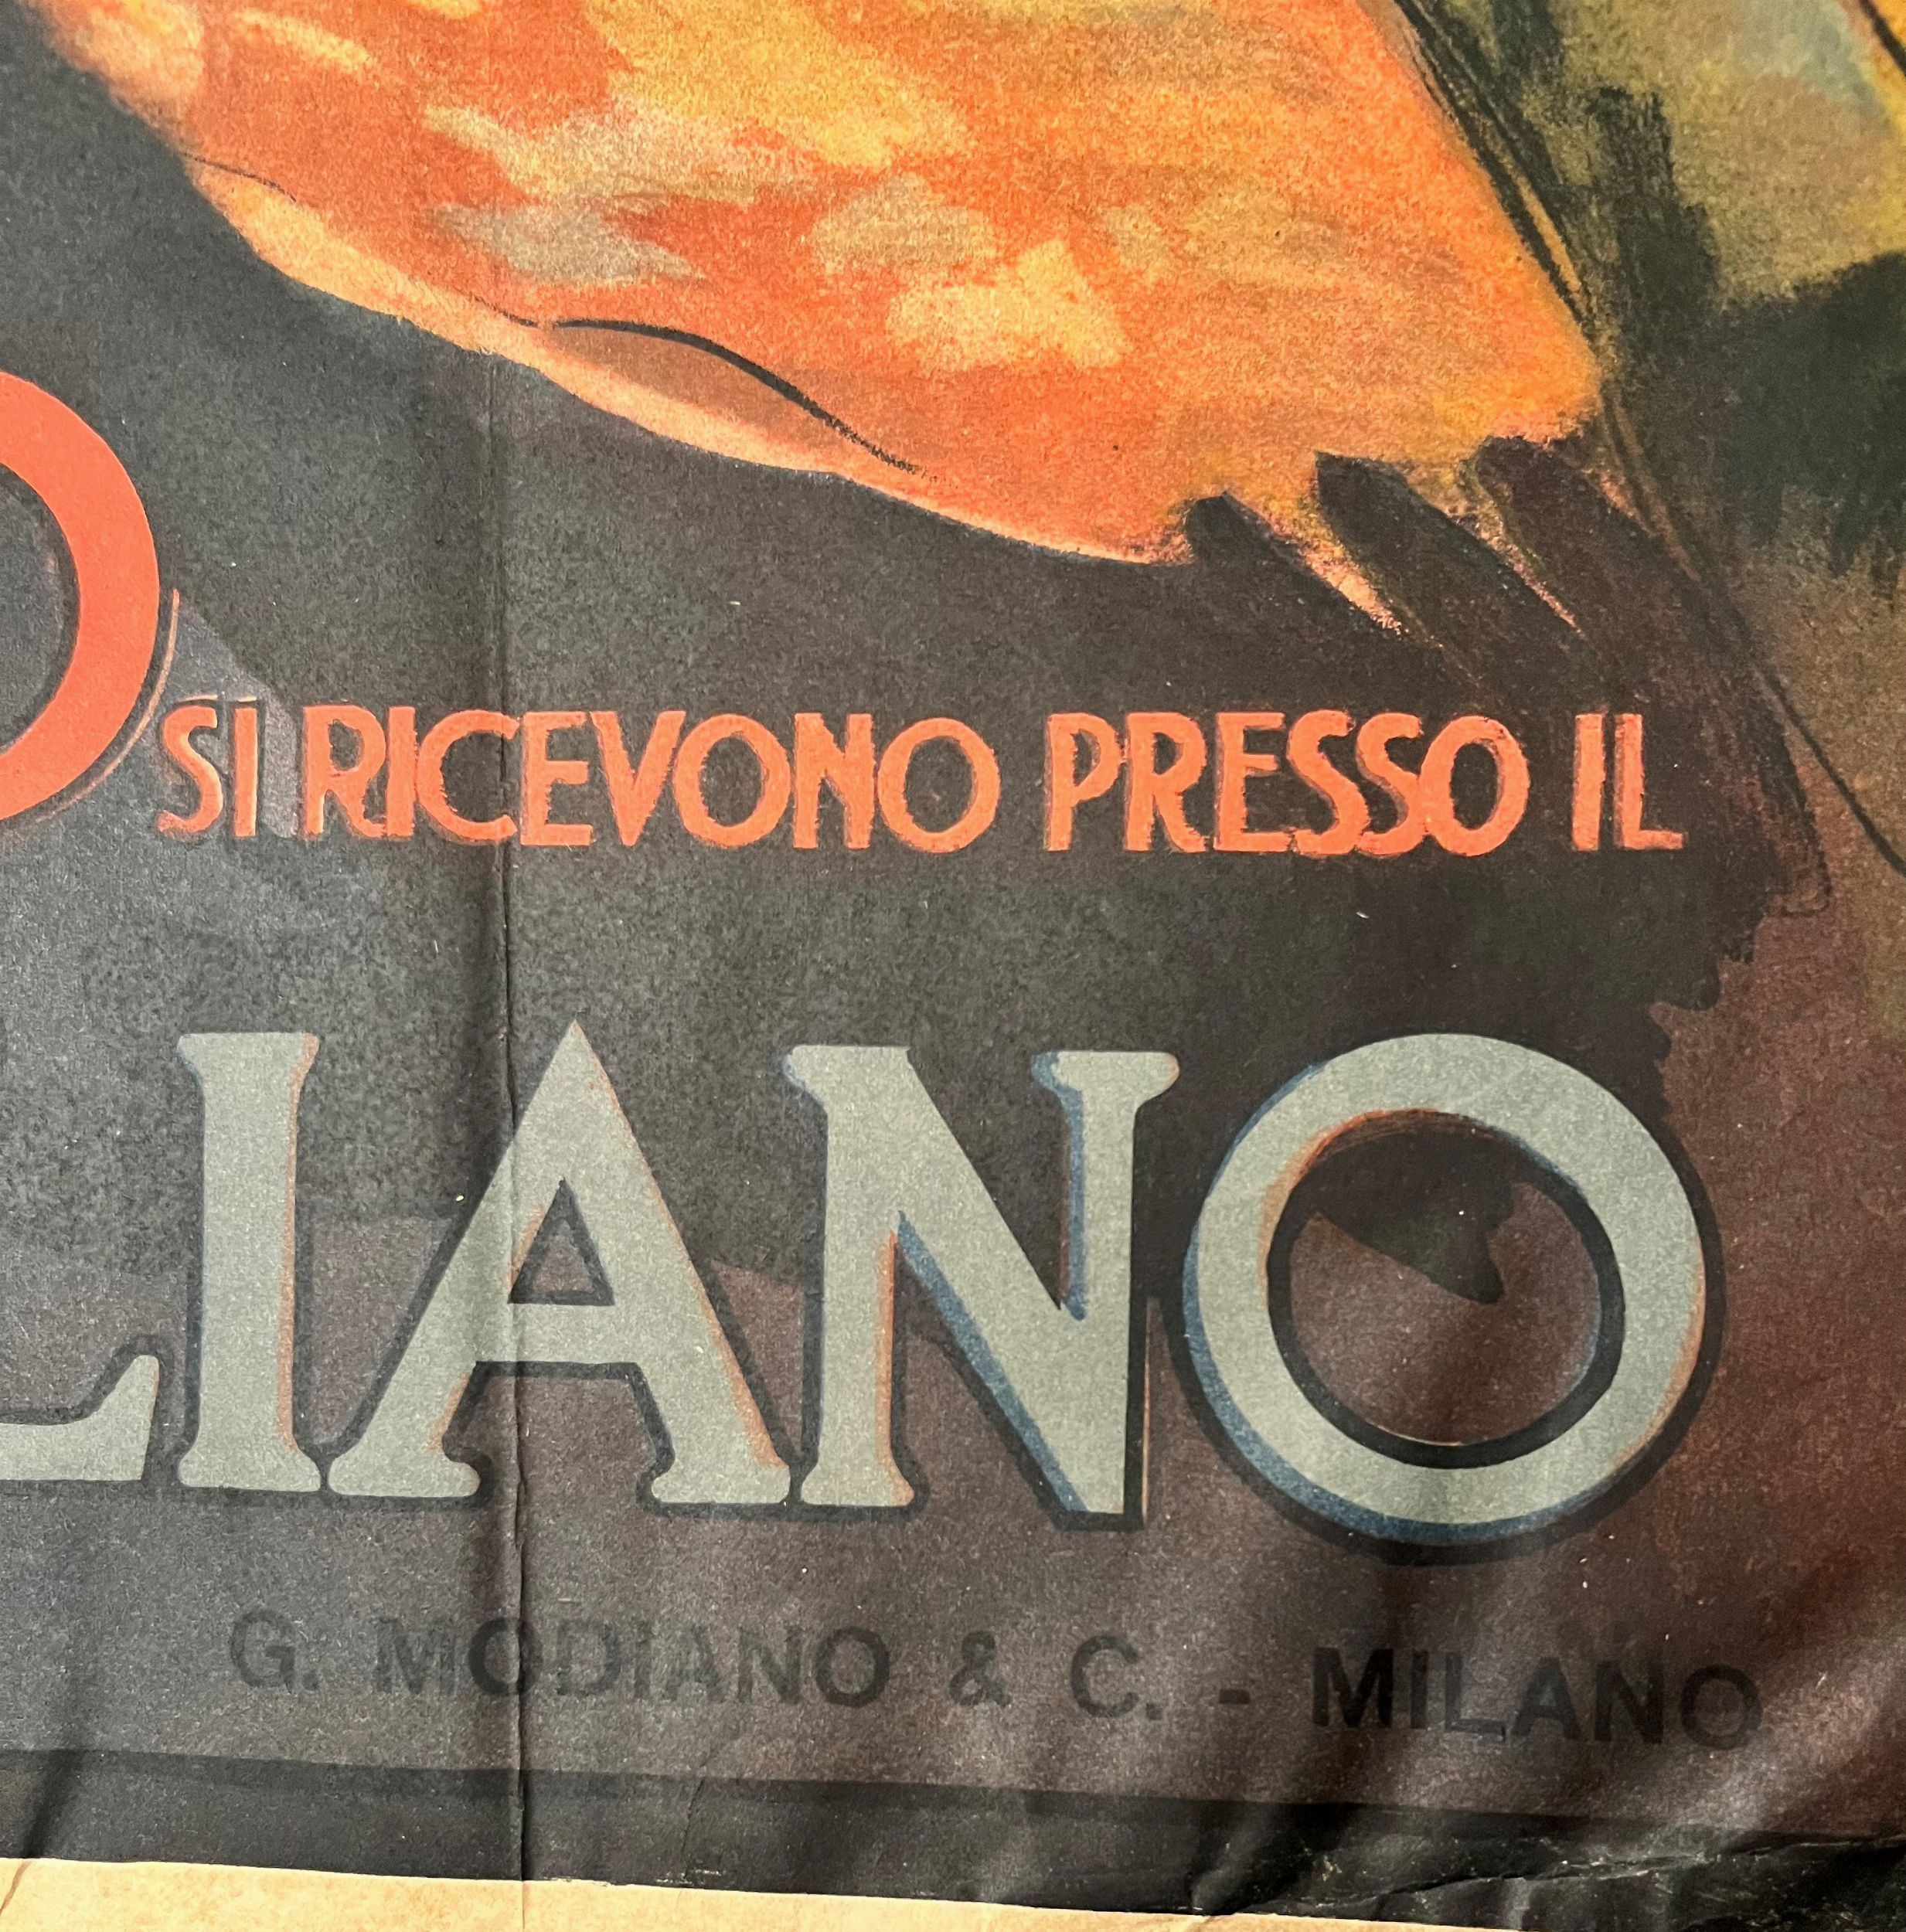 O
SI RICEVONO PRESSO IL
LIANO
G. MODIANO & C. - MILANO